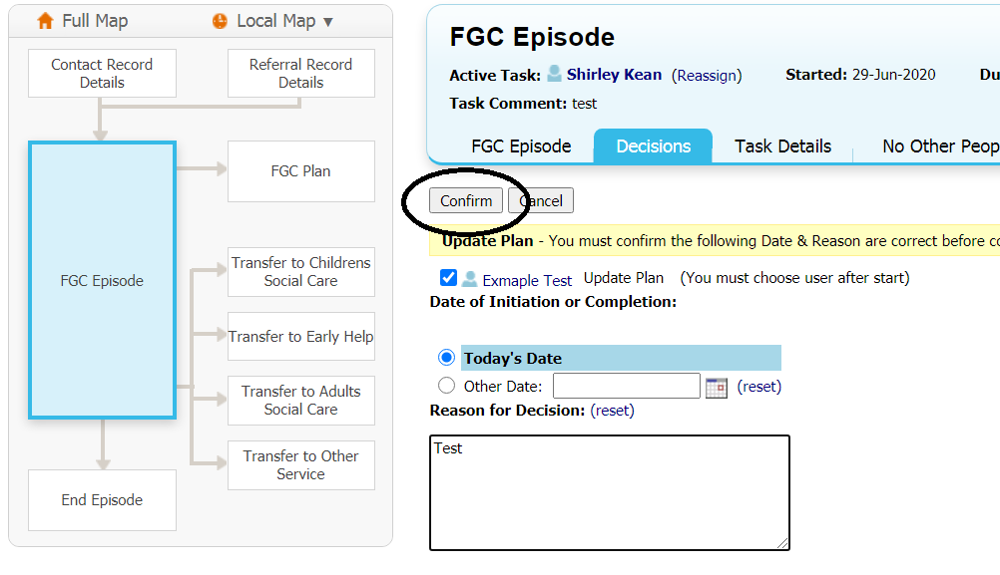 Full Map
Local Map ▼
Contact Record
Details
Referral Record
Details
FGC Episode
FGC Plan
Transfer to Childrens
Social Care
Transfer to Early Help
Transfer to Adults
Social Care
Transfer to Other
Service
End Episode
FGC Episode
Active Task: Shirley Kean (Reassign) Started: 29-Jun-2020 Du
Task Comment: test
FGC Episode Decisions Task Details No Other Peop
Confirm Cancel
Update Plan - You must confirm the following Date & Reason are correct before co
Exmaple Test Update Plan (You must choose user after start)
Date of Initiation or Completion:
Today's Date
Other Date: (reset)
Reason for Decision: (reset)
Test